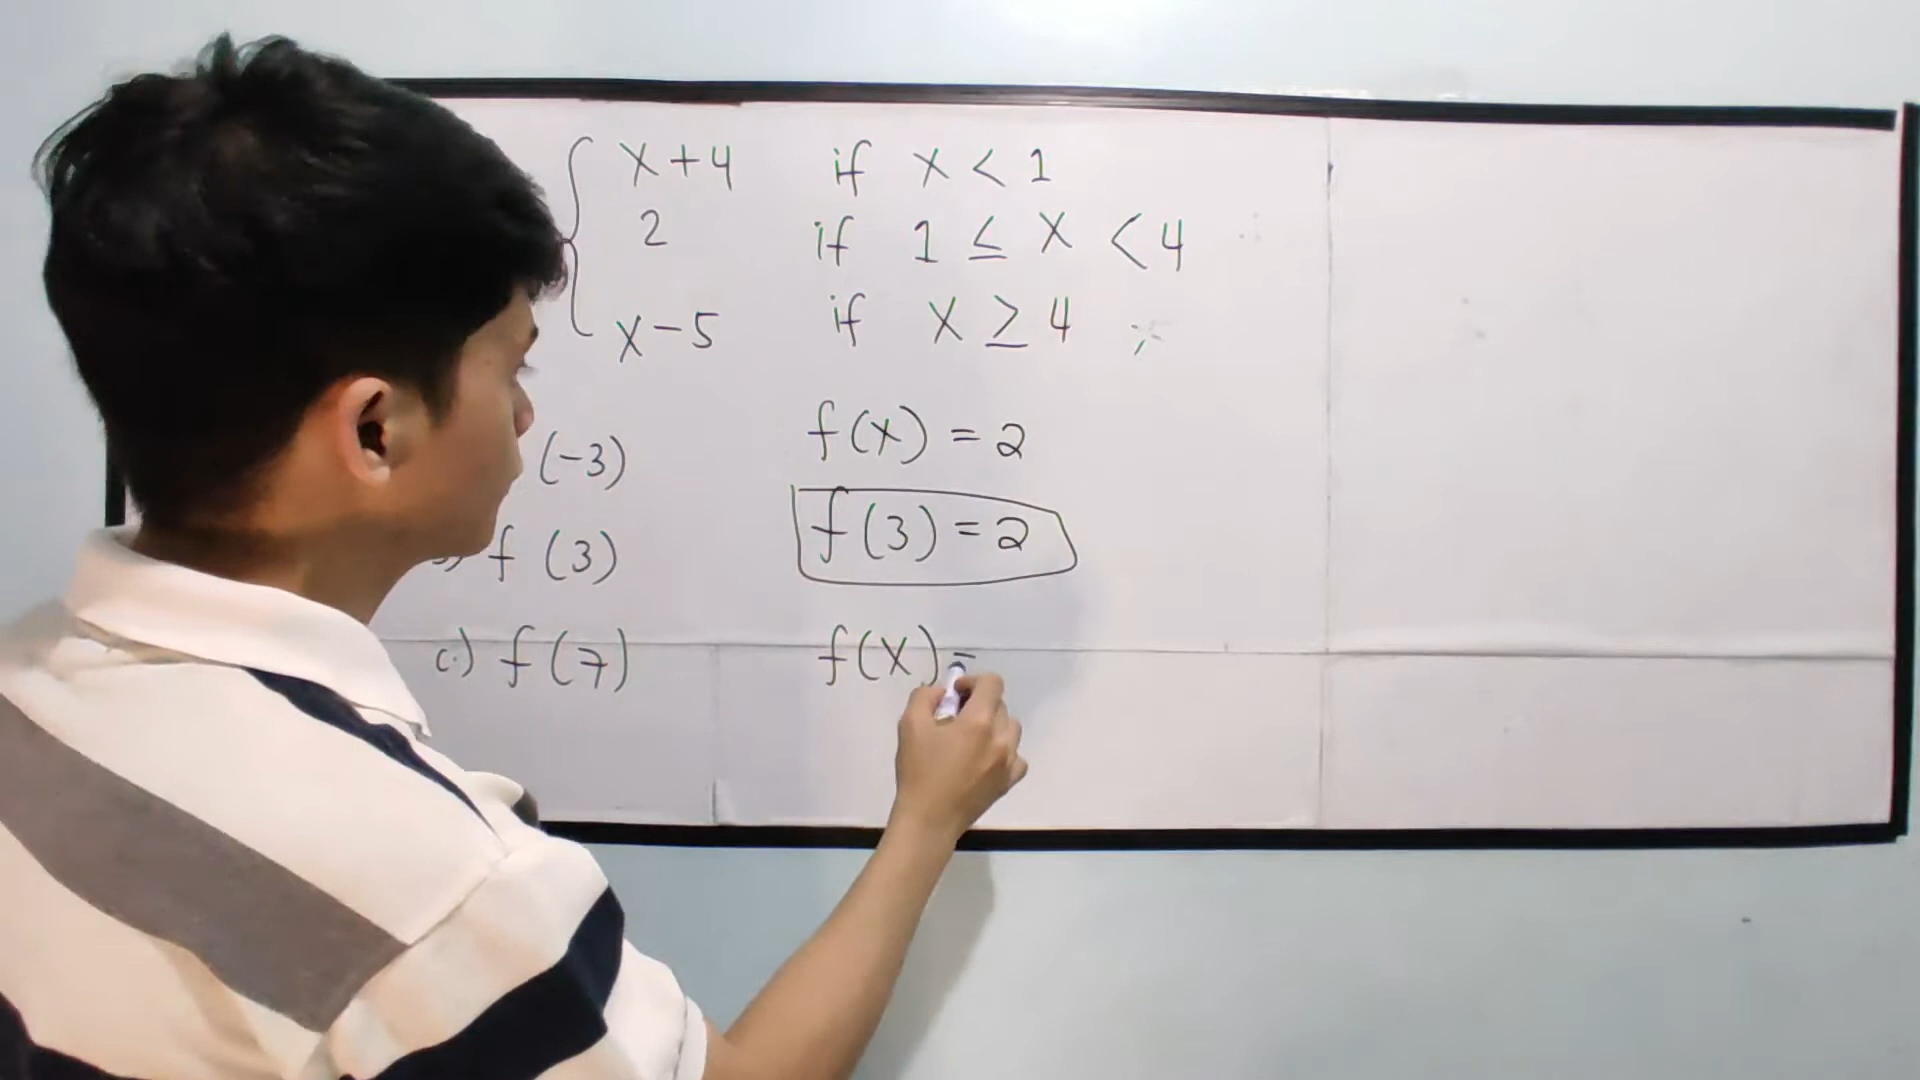 x+4 if x < 1
2 if 1 ≤ x < 4
x-5 if x ≥ 4
f(x) = 2
(-3)
f(3) = 2
) f (3)
c.) f(7) f(x)=